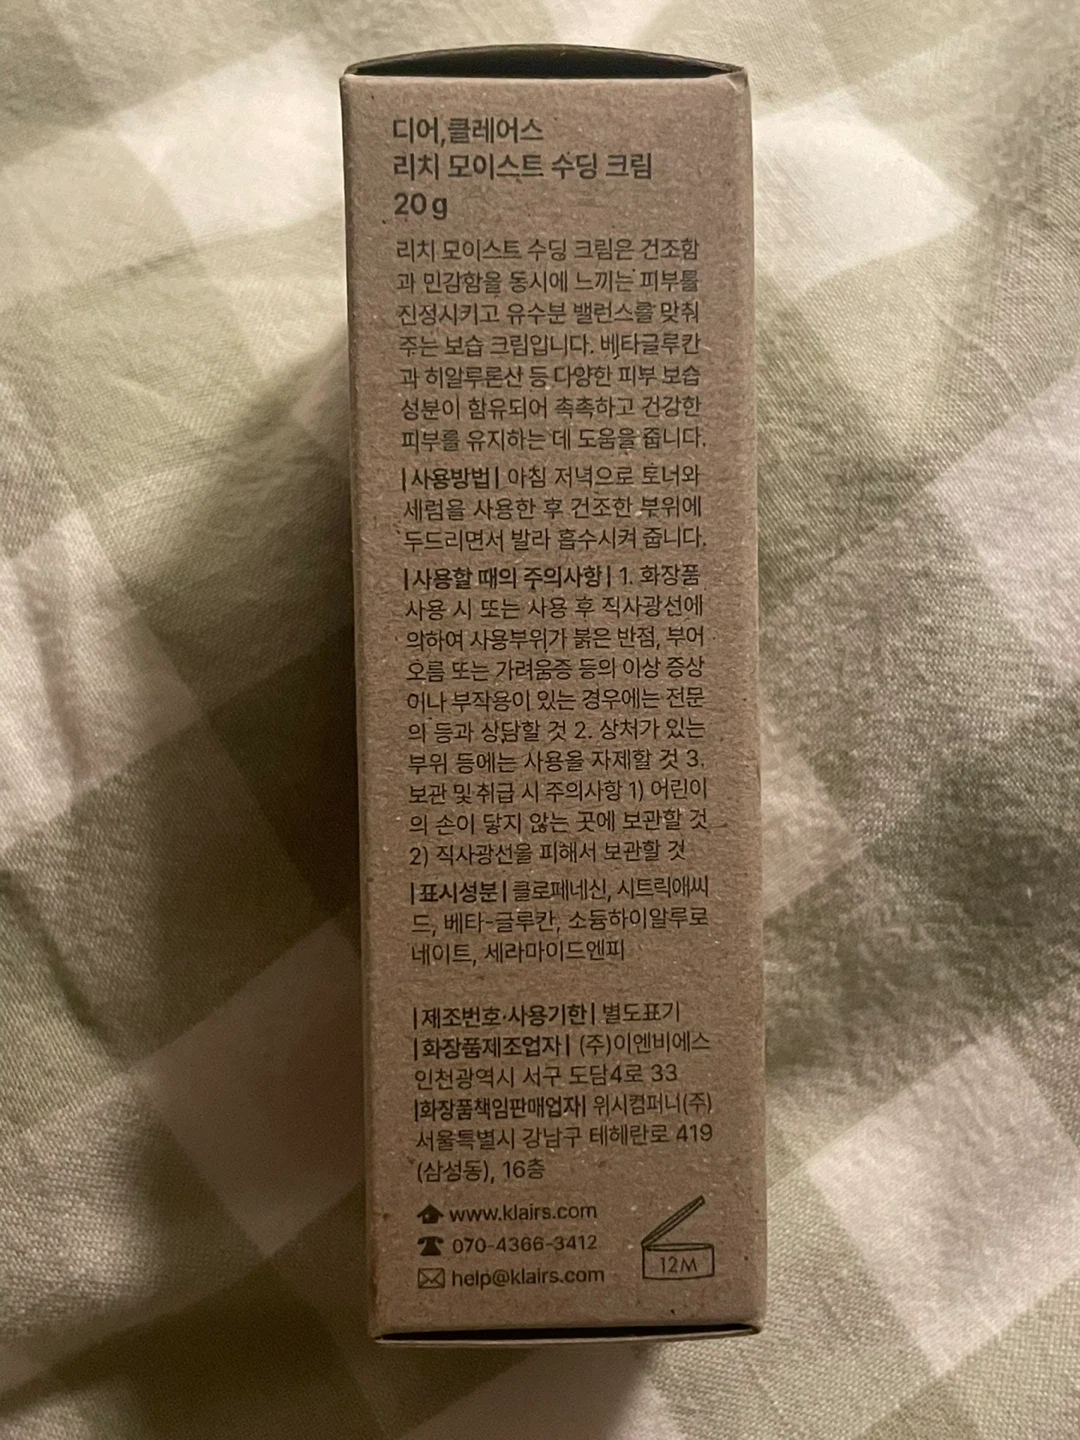 디어,클레어스
리치 모이스트 수딩 크림
20 g
리치 모이스트 수딩 크림은 건조함
과 민감함을 동시에 느끼는 피부를
진정시키고 유수분 밸런스를 맞춰
주는 보습 크림입니다. 베타글루칸
과 히알루론산 등 다양한 피부 보습
성분이 함유되어 촉촉하고 건강한
피부를 유지하는 데 도움을 줍니다.
|사용방법| 아침 저녁으로 토너와
세럼을 사용한 후 건조한 부위에
두드리면서 발라 흡수시켜 줍니다.
|사용할 때의 주의사항| 1. 화장품
사용 시 또는 사용 후 직사광선에
의하여 사용부위가 붉은 반점, 부어
오름 또는 가려움증 등의 이상 증상
이나 부작용이 있는 경우에는 전문
의 등과 상담할 것 2. 상처가 있는
부위 등에는 사용을 자제할 것 3.
보관 및 취급 시 주의사항 1) 어린이
의 손이 닿지 않는 곳에 보관할 것
2) 직사광선을 피해서 보관할 것
|표시성분| 클로페네신, 시트릭애씨
드, 베타-글루칸, 소듐하이알루로
네이트, 세라마이드엔피
|제조번호·사용기한| 별도표기
|화장품제조업자| (주)이엔비에스
인천광역시 서구 도담4로 33
|화장품책임판매업자| 위시컴퍼니(주)
서울특별시 강남구 테헤란로 419
(삼성동), 16층
www.klairs.com
070-4366-3412
help@klairs.com
12M